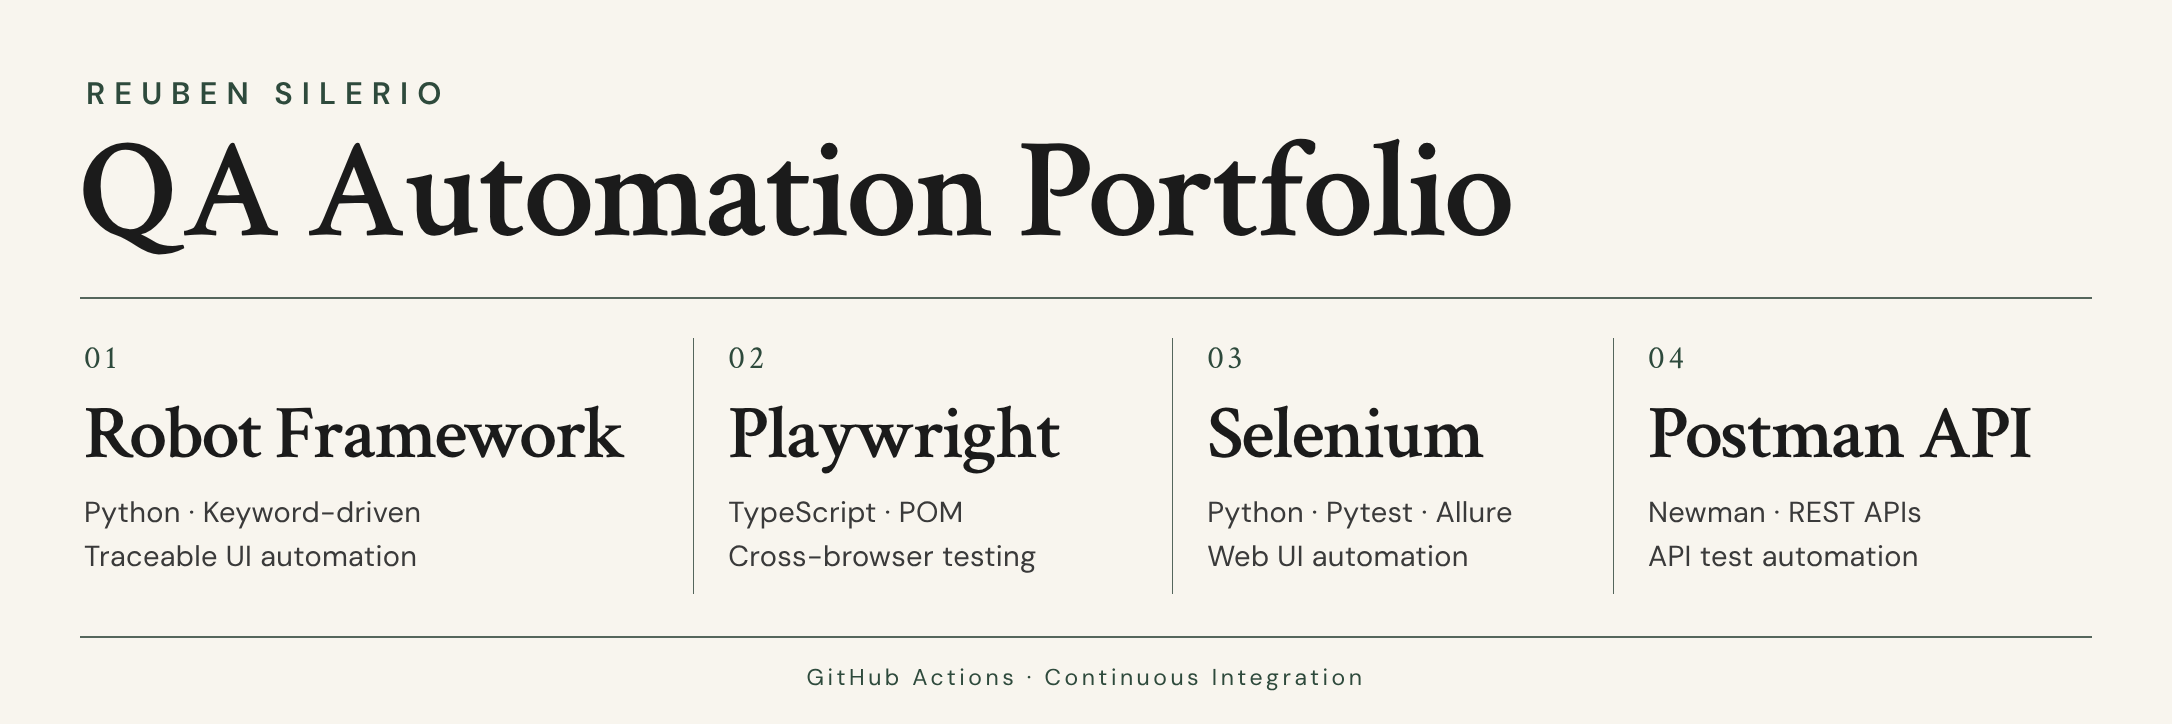 REUBEN SILERIO
QA Automation Portfolio
01
Robot Framework
Python · Keyword-driven
Traceable UI automation
02
Playwright
TypeScript · POM
Cross-browser testing
03
Selenium
Python · Pytest · Allure
Web UI automation
04
Postman API
Newman · REST APIs
API test automation
GitHub Actions · Continuous Integration